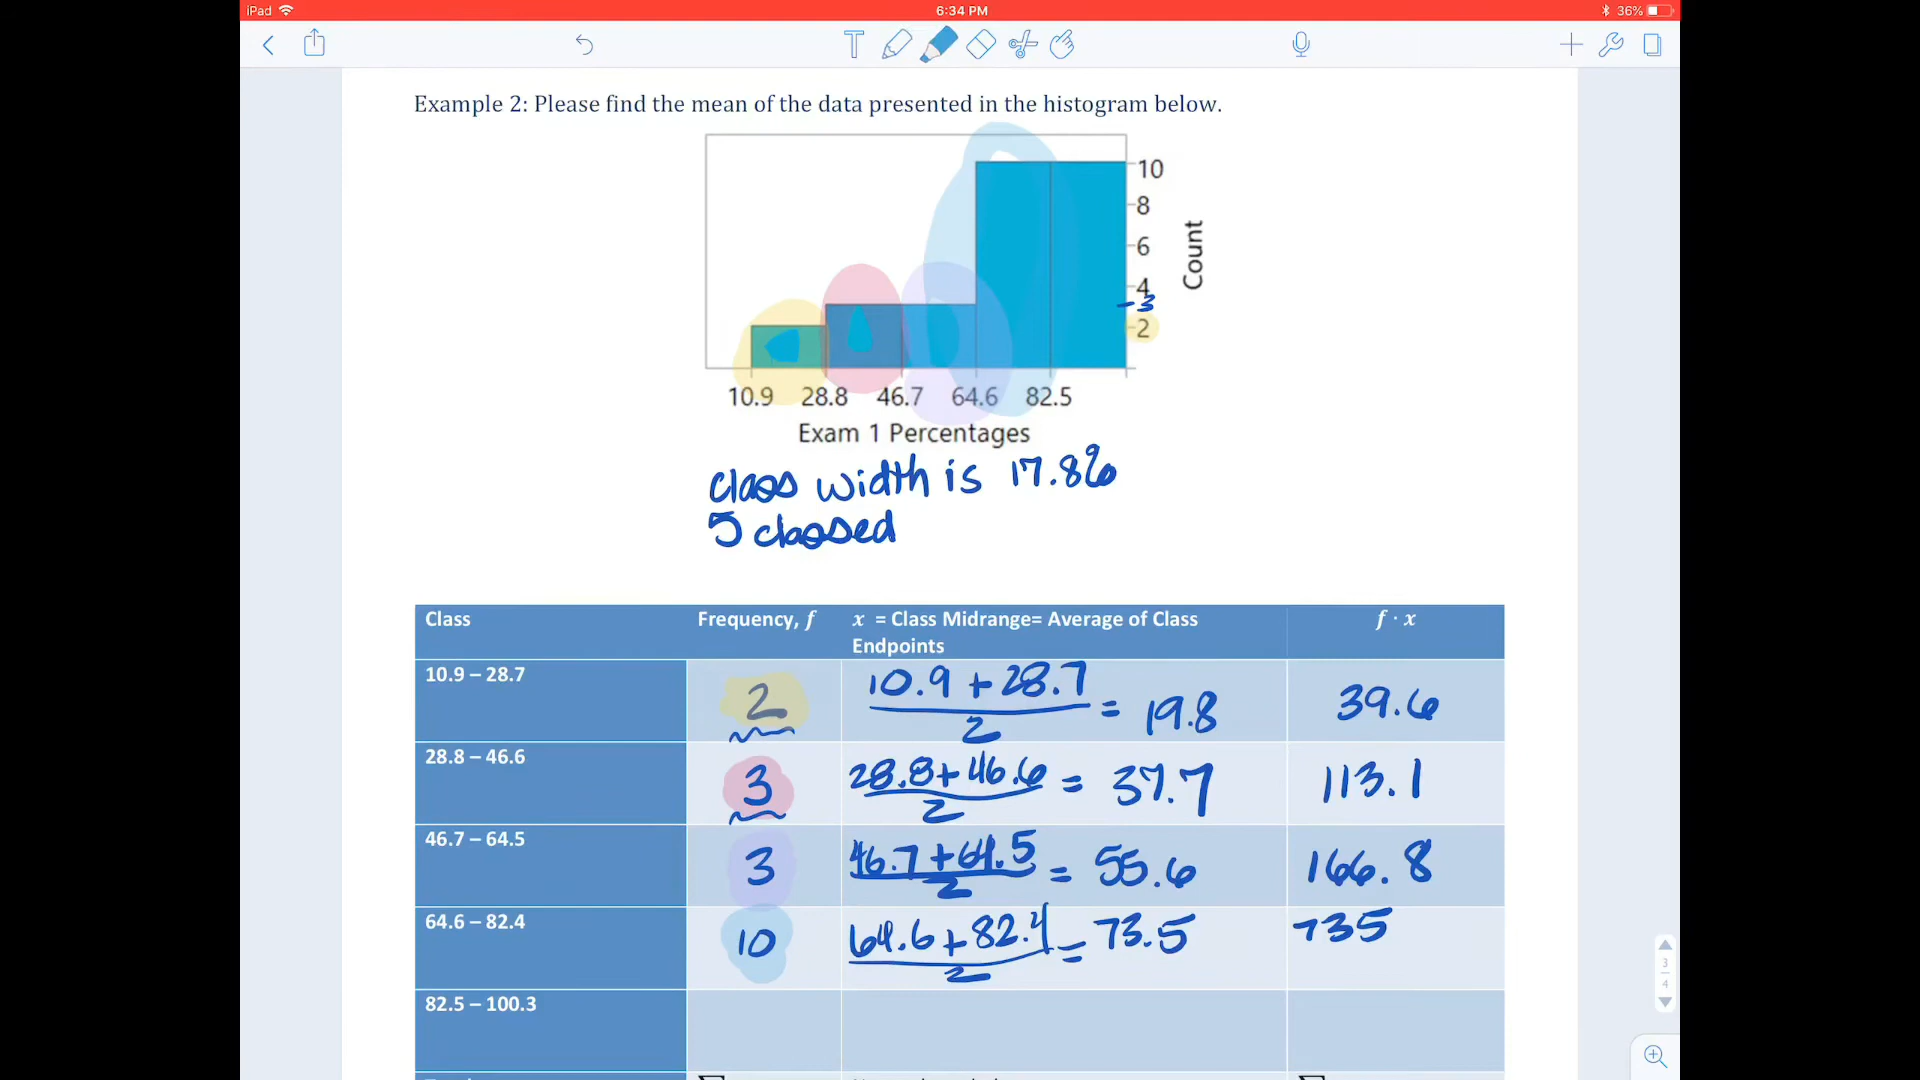 iPad 6:34 PM 36%
T
Example 2: Please find the mean of the data presented in the histogram below.
10
8
6
4
3
2
Count
10.9 28.8 46.7 64.6 82.5
Exam 1 Percentages
class width is 17.8%
5 classed
Class Frequency, f x = Class Midrange= Average of Class Endpoints f · x
10.9 – 28.7 2 10.9 + 28.7 / 2 = 19.8 39.6
28.8 – 46.6 3 28.8 + 46.6 / 2 = 37.7 113.1
46.7 – 64.5 3 46.7 + 64.5 / 2 = 55.6 166.8
64.6 – 82.4 10 64.6 + 82.4 / 2 = 73.5 735
82.5 – 100.3
3
4